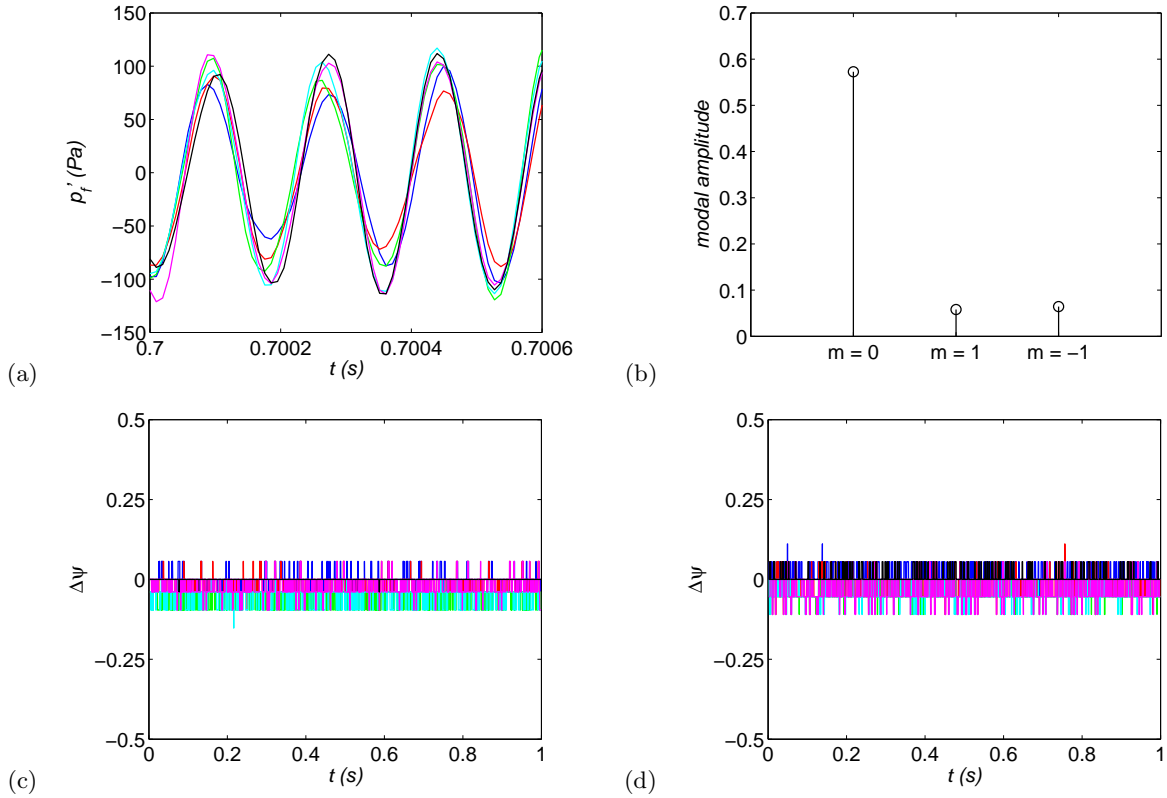 150
100
50
0
−50
−100
−150
p_f' (Pa)
0.7
0.7002
0.7004
0.7006
t (s)
(a)
0.7
0.6
0.5
0.4
0.3
0.2
0.1
0
modal amplitude
m = 0
m = 1
m = −1
(b)
0.5
0.25
0
−0.25
−0.5
Δψ
0
0.2
0.4
0.6
0.8
1
t (s)
(c)
0.5
0.25
0
−0.25
−0.5
Δψ
0
0.2
0.4
0.6
0.8
1
t (s)
(d)